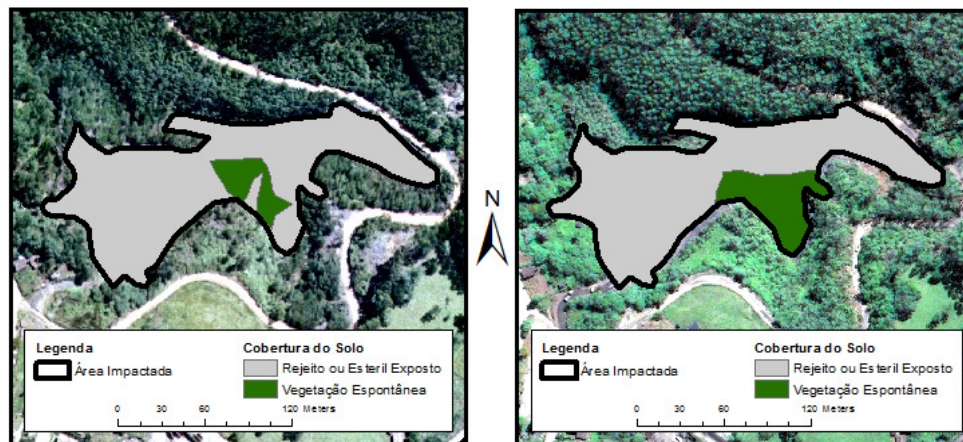 Legenda
Área Impactada
Cobertura do Solo
Rejeito ou Esteril Exposto
Vegetação Espontânea
0 30 60 120 Meters
N
Legenda
Área Impactada
Cobertura do Solo
Rejeito ou Esteril Exposto
Vegetação Espontânea
0 30 60 120 Meters